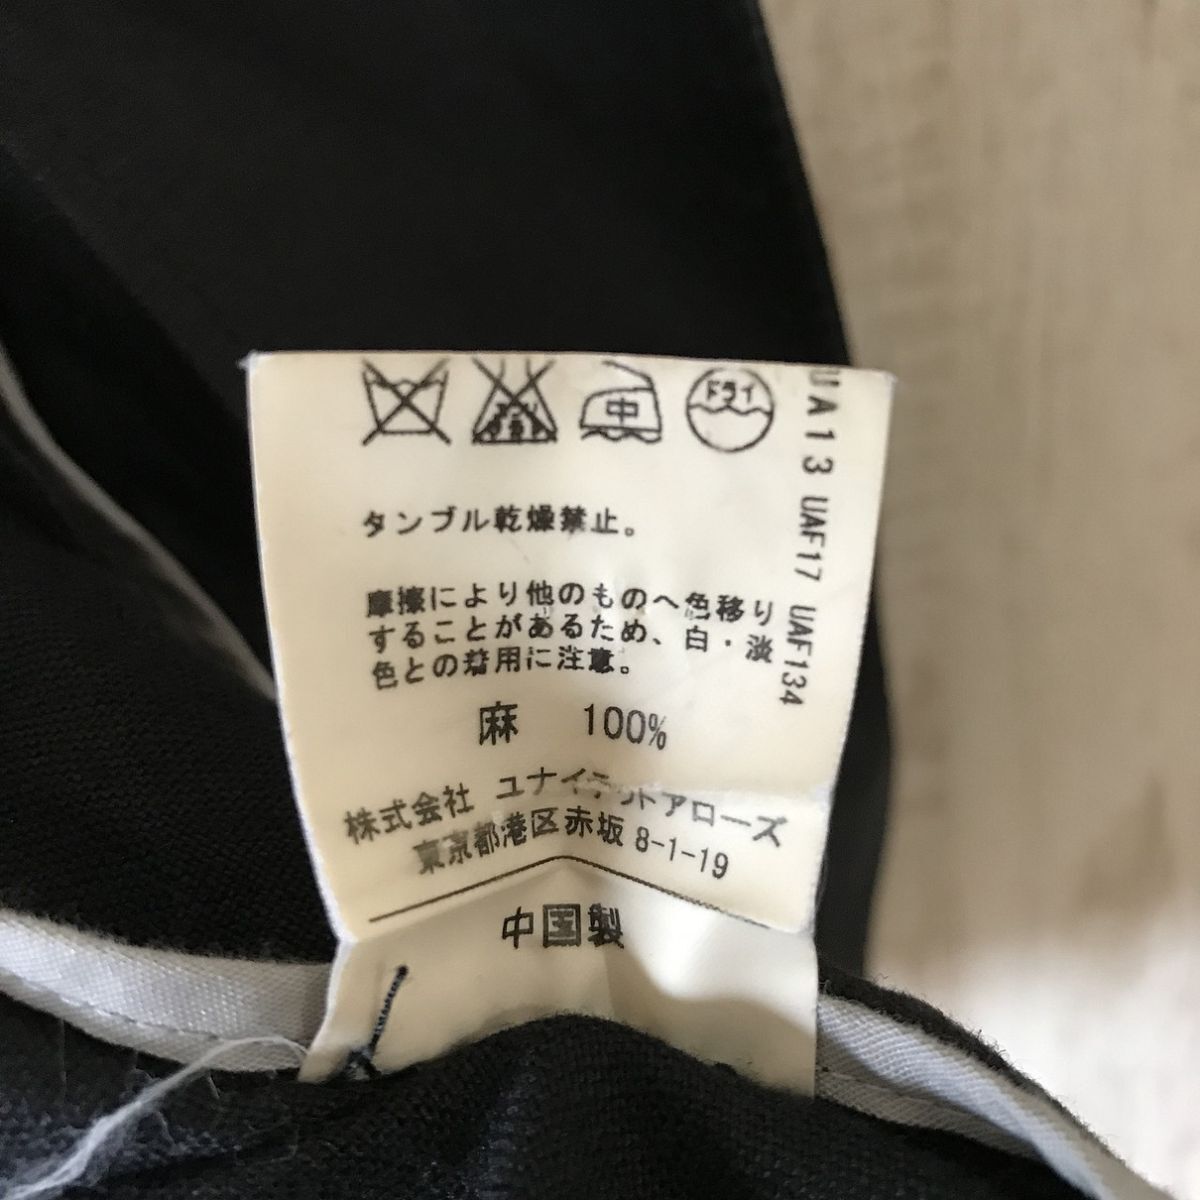 中
ドライ
タンブル乾燥禁止。
摩擦により他のものへ色移り
することがあるため、白・淡
色との着用に注意。
麻 100%
株式会社 ユナイテッドアローズ
東京都港区赤坂 8-1-19
中国製
UA13 UAF17 UAF134